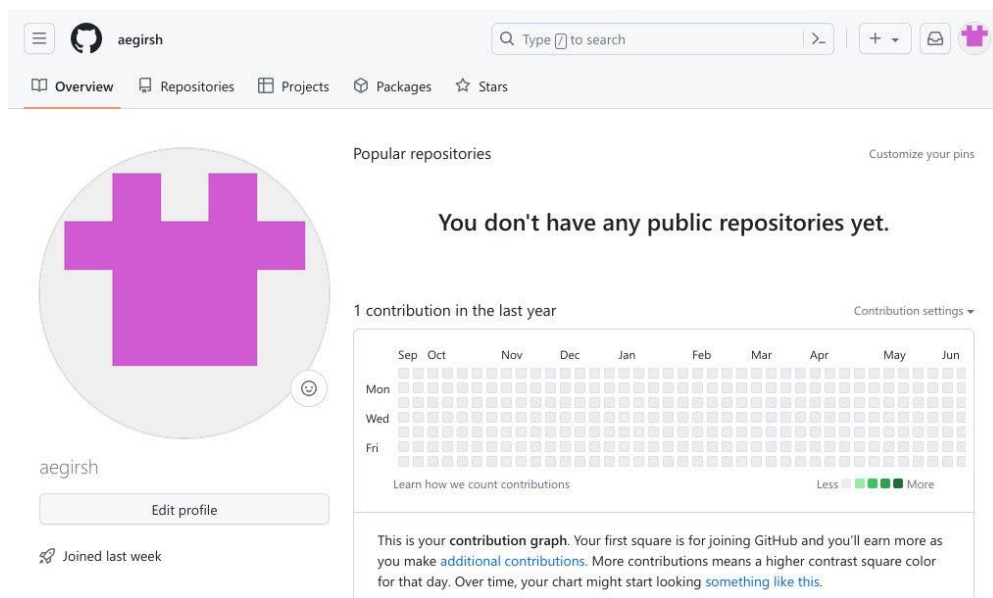 aegirsh
Type / to search
Overview
Repositories
Projects
Packages
Stars
Popular repositories
Customize your pins
You don't have any public repositories yet.
1 contribution in the last year
Contribution settings
Sep Oct Nov Dec Jan Feb Mar Apr May Jun
Mon
Wed
Fri
Learn how we count contributions
Less More
aegirsh
Edit profile
Joined last week
This is your contribution graph. Your first square is for joining GitHub and you'll earn more as
you make additional contributions. More contributions means a higher contrast square color
for that day. Over time, your chart might start looking something like this.